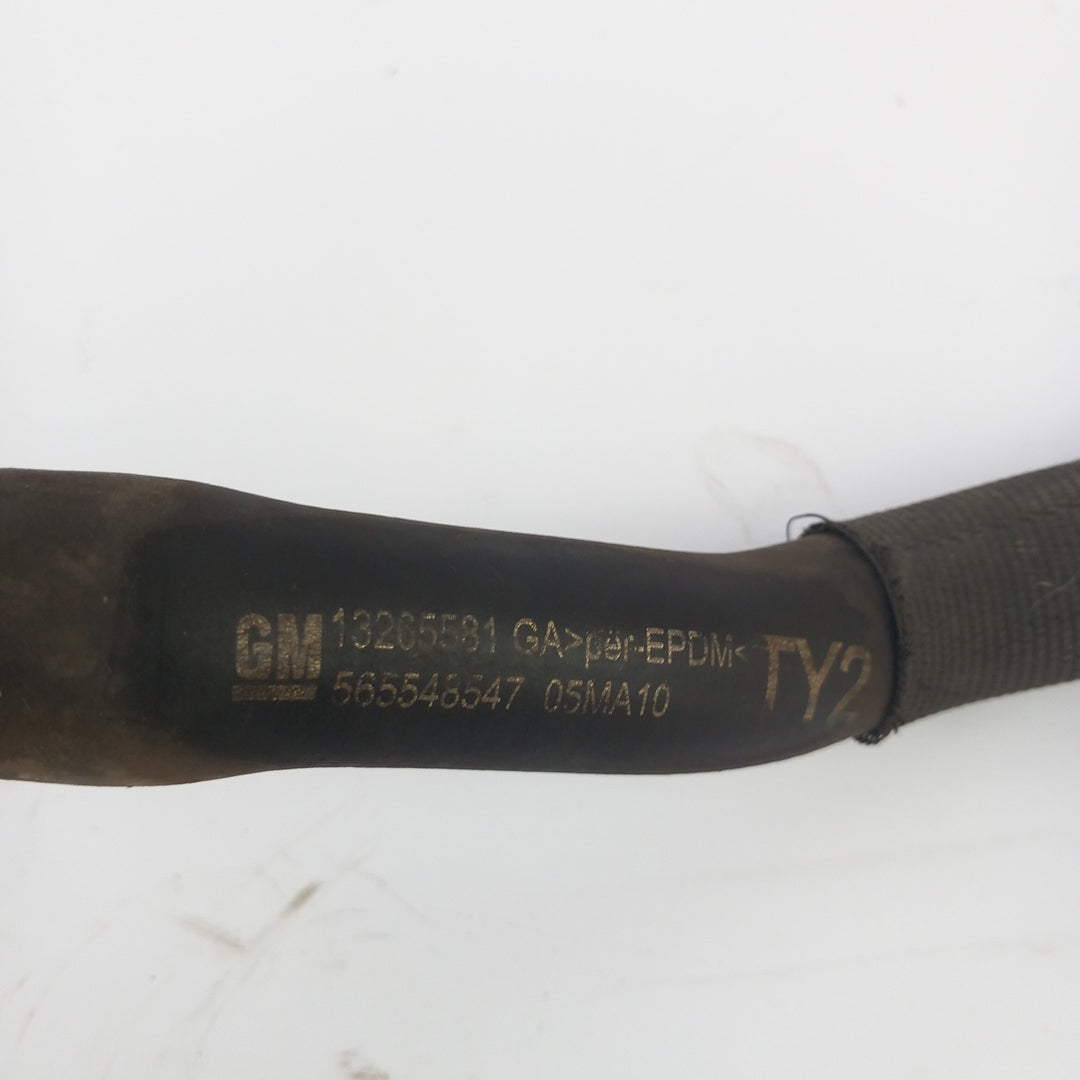 GM 13265581 GA>per-EPDM<
565548547 05MA10
TY2